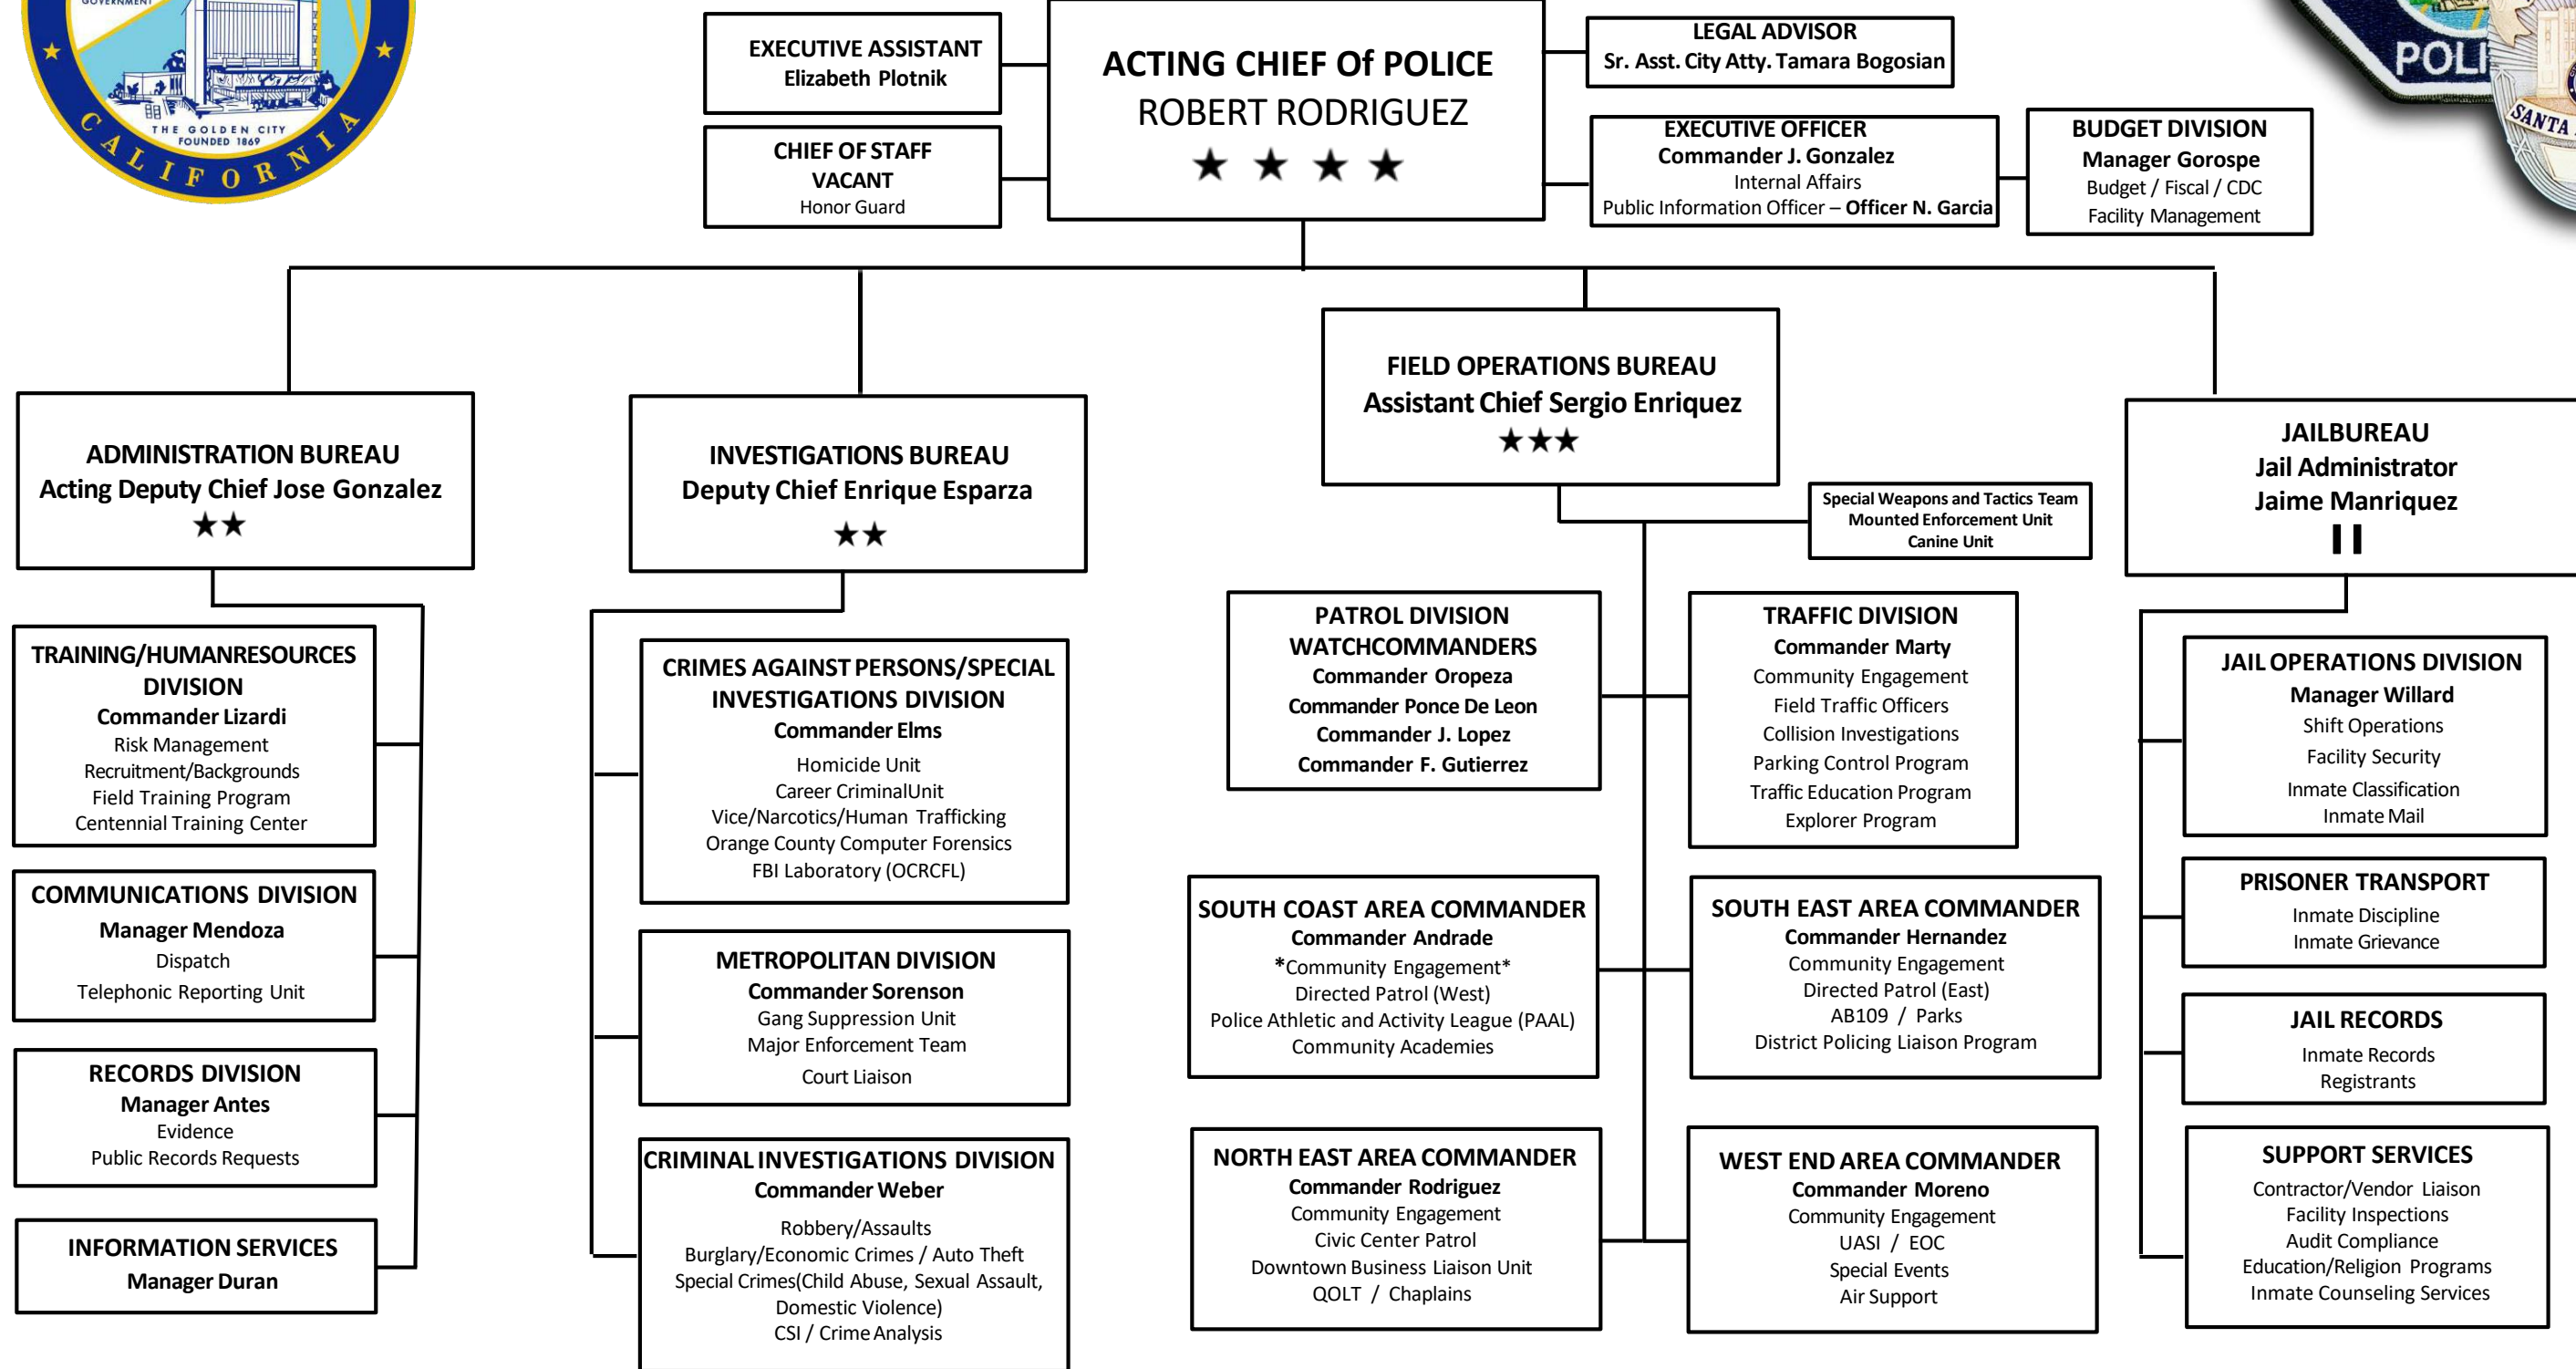 GOVERNMENT
THE GOLDEN CITY
FOUNDED 1869
CALIFORNIA
EXECUTIVE ASSISTANT
Elizabeth Plotnik
CHIEF OF STAFF
VACANT
Honor Guard
ACTING CHIEF Of POLICE
ROBERT RODRIGUEZ
LEGAL ADVISOR
Sr. Asst. City Atty. Tamara Bogosian
EXECUTIVE OFFICER
Commander J. Gonzalez
Internal Affairs
Public Information Officer – Officer N. Garcia
BUDGET DIVISION
Manager Gorospe
Budget / Fiscal / CDC
Facility Management
POLI
SANTA
ADMINISTRATION BUREAU
Acting Deputy Chief Jose Gonzalez
INVESTIGATIONS BUREAU
Deputy Chief Enrique Esparza
FIELD OPERATIONS BUREAU
Assistant Chief Sergio Enriquez
JAILBUREAU
Jail Administrator
Jaime Manriquez
Special Weapons and Tactics Team
Mounted Enforcement Unit
Canine Unit
TRAINING/HUMANRESOURCES
DIVISION
Commander Lizardi
Risk Management
Recruitment/Backgrounds
Field Training Program
Centennial Training Center
COMMUNICATIONS DIVISION
Manager Mendoza
Dispatch
Telephonic Reporting Unit
RECORDS DIVISION
Manager Antes
Evidence
Public Records Requests
INFORMATION SERVICES
Manager Duran
CRIMES AGAINST PERSONS/SPECIAL
INVESTIGATIONS DIVISION
Commander Elms
Homicide Unit
Career CriminalUnit
Vice/Narcotics/Human Trafficking
Orange County Computer Forensics
FBI Laboratory (OCRCFL)
METROPOLITAN DIVISION
Commander Sorenson
Gang Suppression Unit
Major Enforcement Team
Court Liaison
CRIMINAL INVESTIGATIONS DIVISION
Commander Weber
Robbery/Assaults
Burglary/Economic Crimes / Auto Theft
Special Crimes(Child Abuse, Sexual Assault,
Domestic Violence)
CSI / Crime Analysis
PATROL DIVISION
WATCHCOMMANDERS
Commander Oropeza
Commander Ponce De Leon
Commander J. Lopez
Commander F. Gutierrez
TRAFFIC DIVISION
Commander Marty
Community Engagement
Field Traffic Officers
Collision Investigations
Parking Control Program
Traffic Education Program
Explorer Program
SOUTH COAST AREA COMMANDER
Commander Andrade
*Community Engagement*
Directed Patrol (West)
Police Athletic and Activity League (PAAL)
Community Academies
SOUTH EAST AREA COMMANDER
Commander Hernandez
Community Engagement
Directed Patrol (East)
AB109 / Parks
District Policing Liaison Program
NORTH EAST AREA COMMANDER
Commander Rodriguez
Community Engagement
Civic Center Patrol
Downtown Business Liaison Unit
QOLT / Chaplains
WEST END AREA COMMANDER
Commander Moreno
Community Engagement
UASI / EOC
Special Events
Air Support
JAIL OPERATIONS DIVISION
Manager Willard
Shift Operations
Facility Security
Inmate Classification
Inmate Mail
PRISONER TRANSPORT
Inmate Discipline
Inmate Grievance
JAIL RECORDS
Inmate Records
Registrants
SUPPORT SERVICES
Contractor/Vendor Liaison
Facility Inspections
Audit Compliance
Education/Religion Programs
Inmate Counseling Services